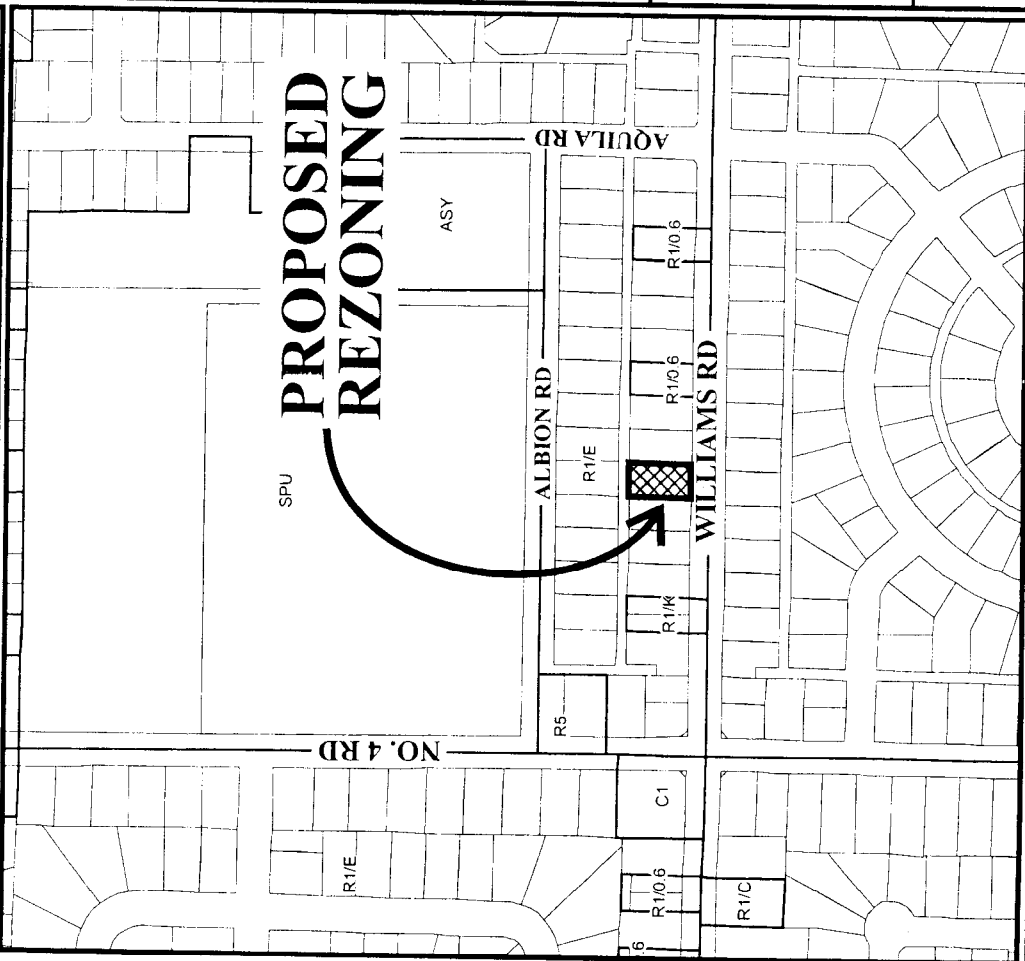 PROPOSED
REZONING
SPU
ASY
AQUILA RD
ALBION RD
R1/E
R1/0.6
R1/0.6
WILLIAMS RD
R1/K
R5
NO. 4 RD
C1
R1/E
R1/0.6
R1/C
.6